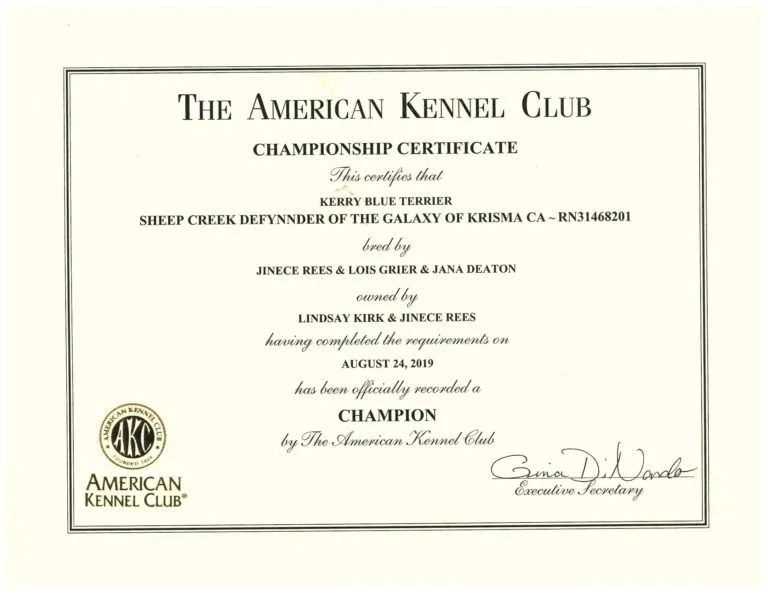 THE AMERICAN KENNEL CLUB
CHAMPIONSHIP CERTIFICATE
This certifies that
KERRY BLUE TERRIER
SHEEP CREEK DEFYNNDER OF THE GALAXY OF KRISMA CA ~ RN31468201
bred by
JINECE REES & LOIS GRIER & JANA DEATON
owned by
LINDSAY KIRK & JINECE REES
having completed the requirements on
AUGUST 24, 2019
has been officially recorded a
CHAMPION
by The American Kennel Club
AMERICAN KENNEL CLUB
AKC
FOUNDED 1884
AMERICAN
KENNEL CLUB®
Gina DiNardo
Executive Secretary